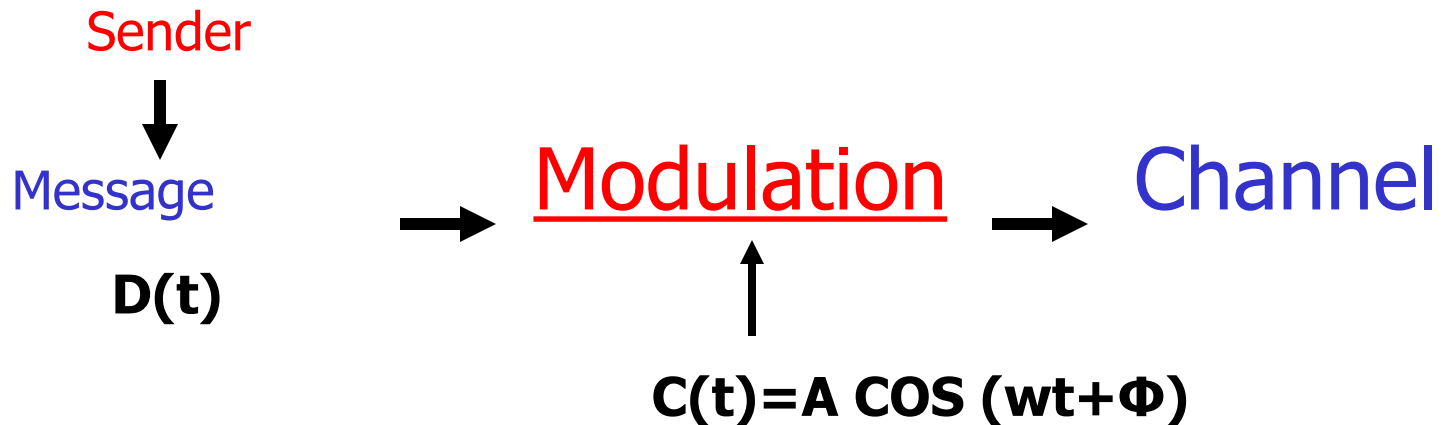 Sender
Message
Modulation
Channel
D(t)
C(t)=A COS (wt+Φ)